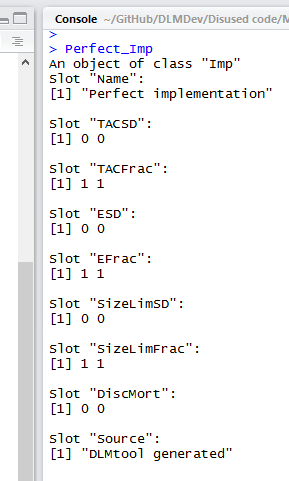 Console ~/GitHub/DLMDev/Disused code/M
>
> Perfect_Imp
An object of class "Imp"
Slot "Name":
[1] "Perfect implementation"
Slot "TACSD":
[1] 0 0
Slot "TACFrac":
[1] 1 1
Slot "ESD":
[1] 0 0
Slot "EFrac":
[1] 1 1
Slot "SizeLimSD":
[1] 0 0
Slot "SizeLimFrac":
[1] 1 1
Slot "DiscMort":
[1] 0 0
Slot "Source":
[1] "DLMtool generated"